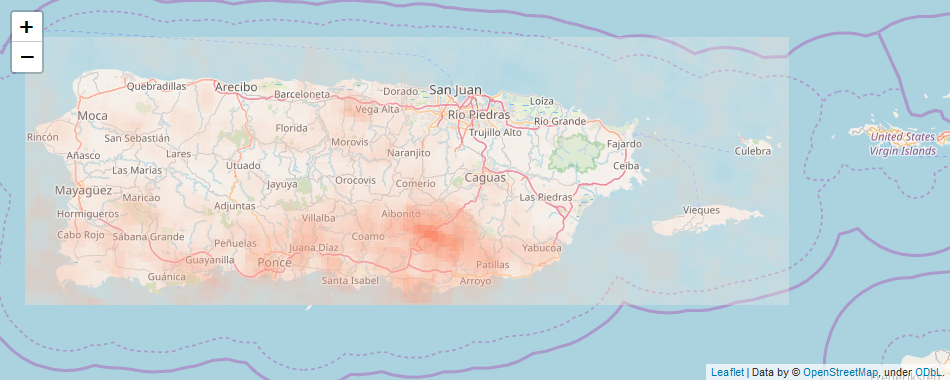 +
−
Quebradillas
Arecibo
Barceloneta
Dorado
San Juan
Loíza
Moca
Vega Alta
Río Piedras
Río Grande
Rincón
San Sebastián
Florida
Morovis
Trujillo Alto
Fajardo
Culebra
United States
Virgin Islands
Añasco
Lares
Naranjito
Utuado
Ceiba
Las Marías
Jayuya
Orocovis
Comerio
Caguas
Mayagüez
Maricao
Las Piedras
Adjuntas
Hormigueros
Villalba
Aibonito
Vieques
Cabo Rojo
Sábana Grande
Peñuelas
Juana Díaz
Coamo
Yabucoa
Guayanilla
Ponce
Patillas
Guánica
Santa Isabel
Arroyo
Leaflet | Data by © OpenStreetMap, under ODbL.